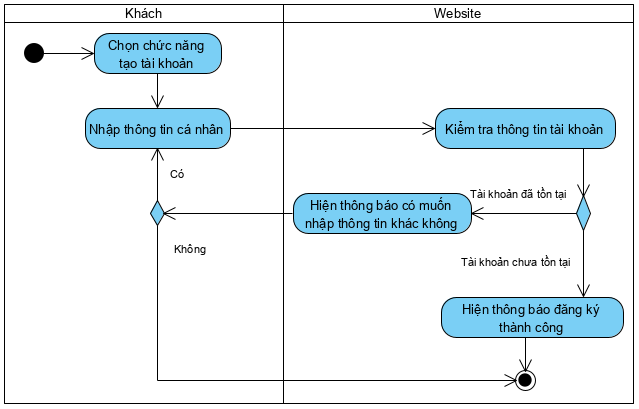 Khách
Website
Chọn chức năng
tạo tài khoản
Nhập thông tin cá nhân
Kiểm tra thông tin tài khoản
Có
Tài khoản đã tồn tại
Hiện thông báo có muốn
nhập thông tin khác không
Không
Tài khoản chưa tồn tại
Hiện thông báo đăng ký
thành công